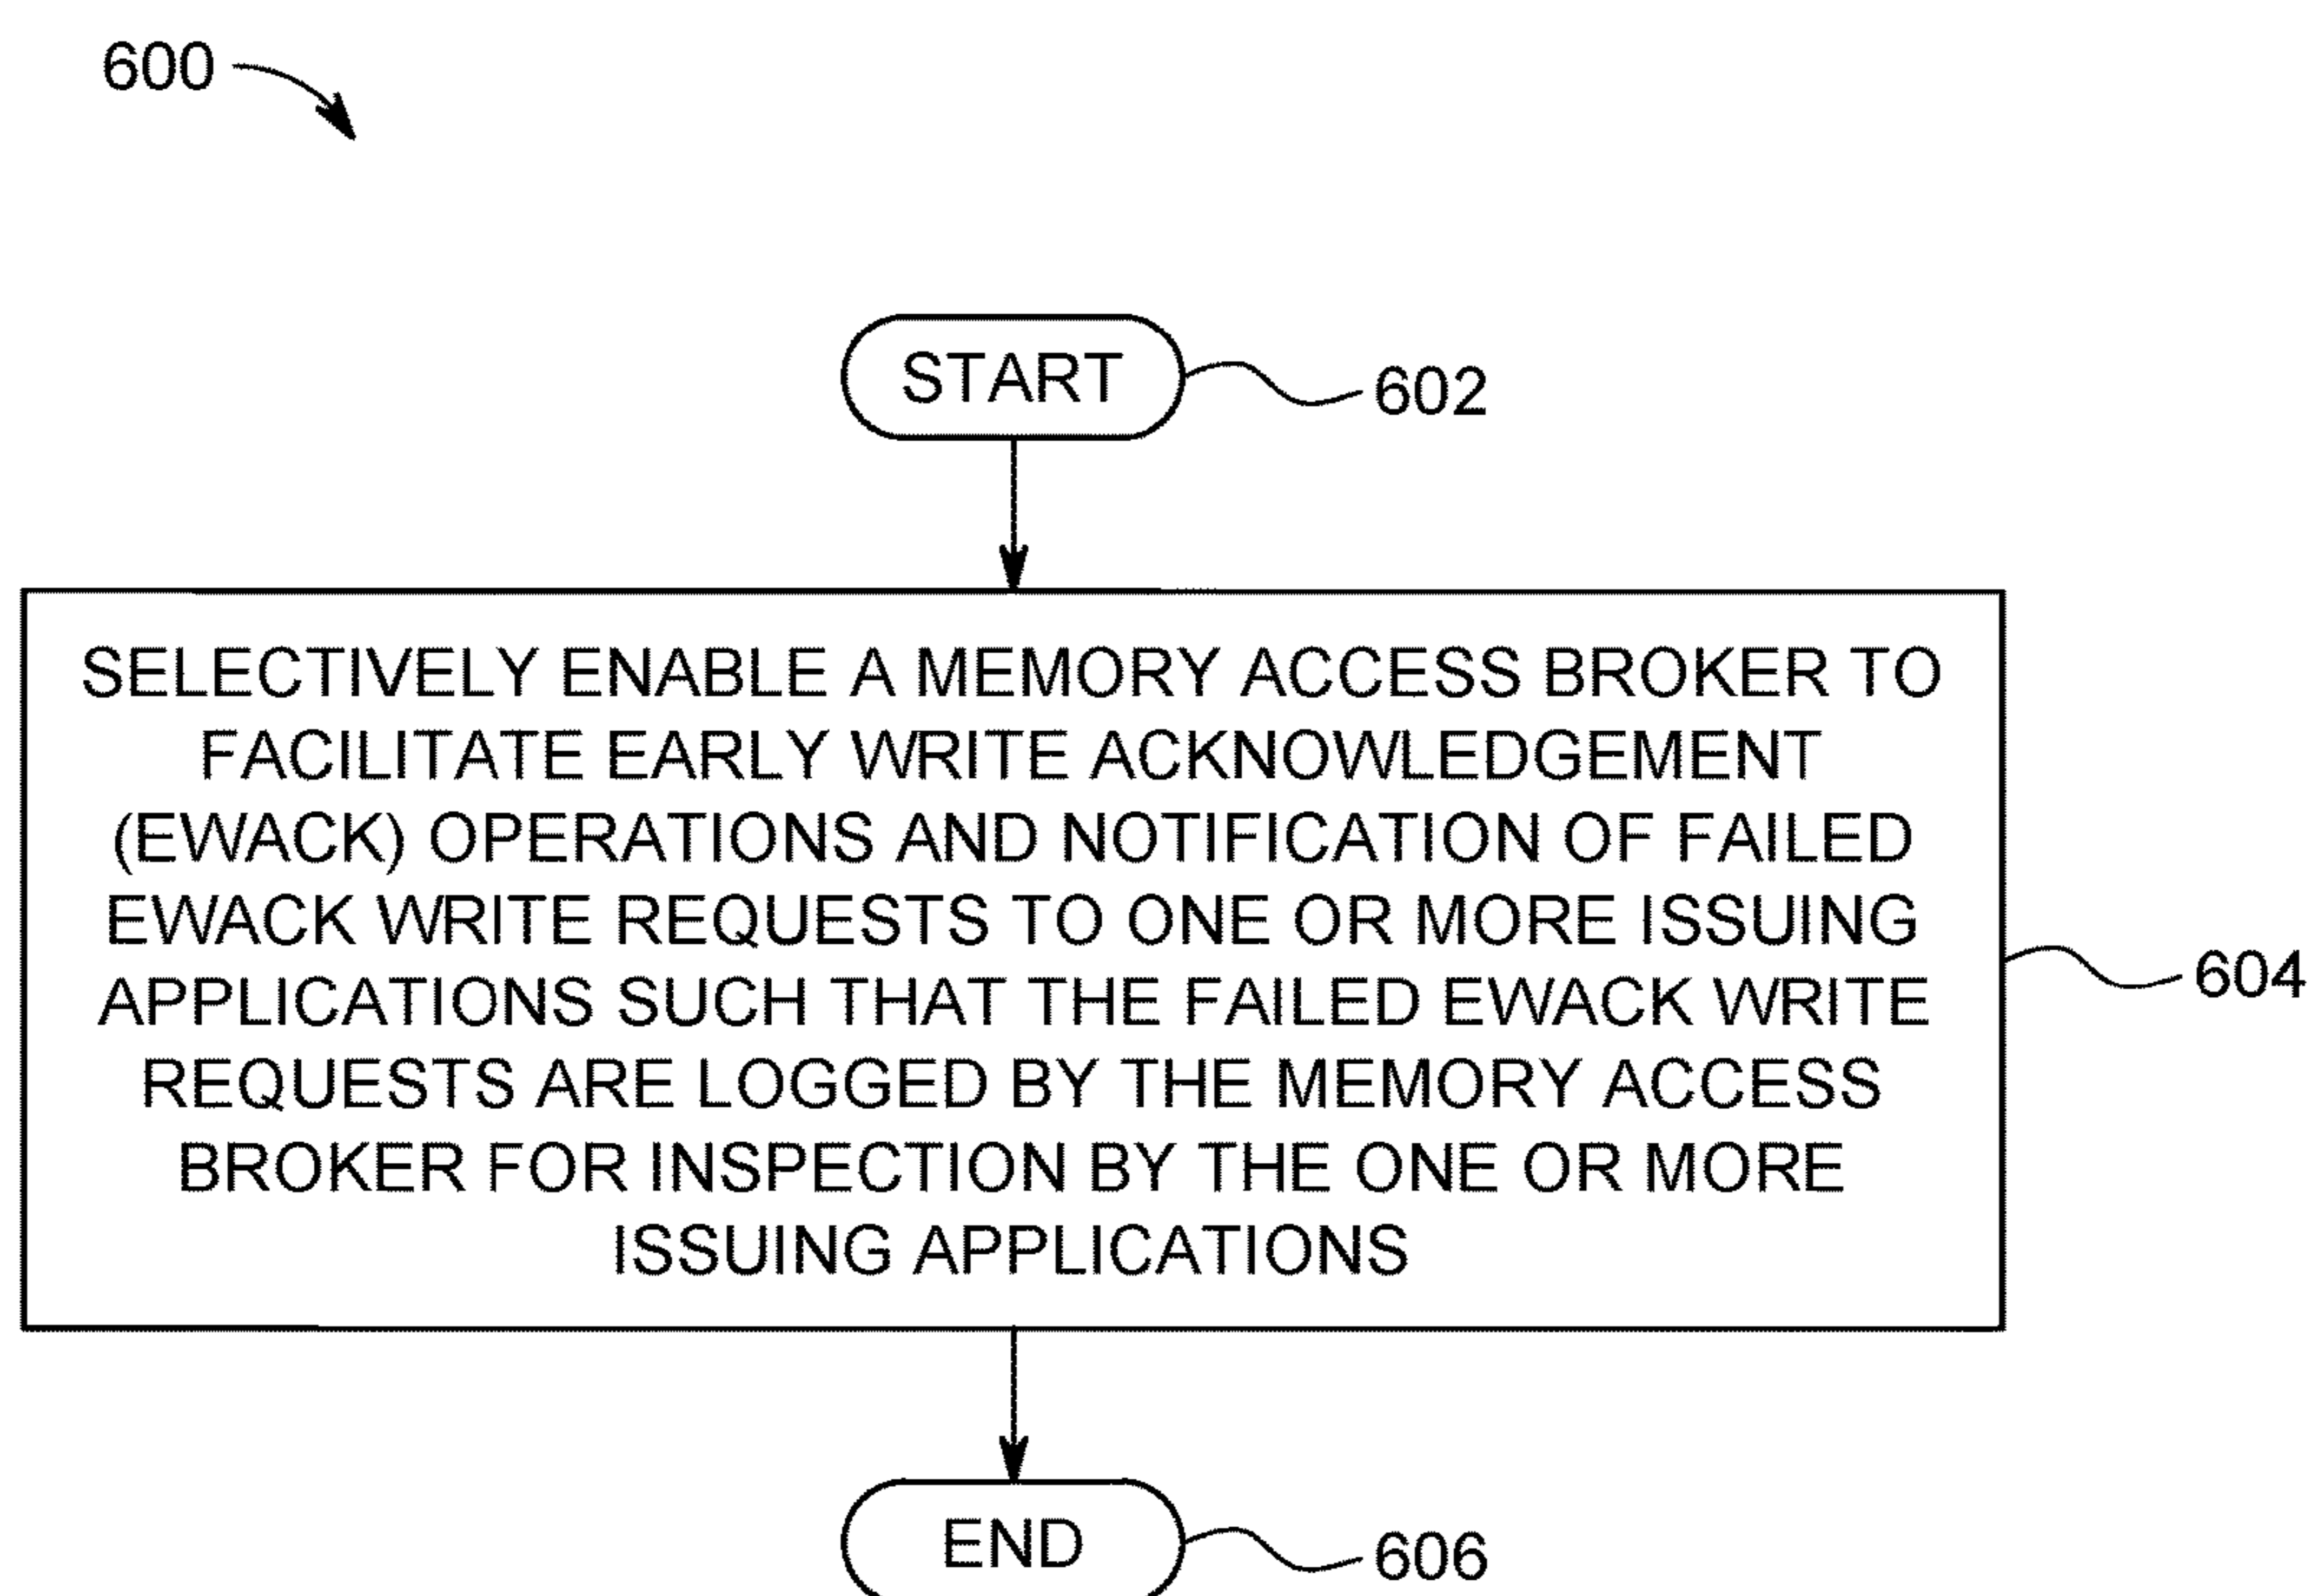 600
START
602
SELECTIVELY ENABLE A MEMORY ACCESS BROKER TO
FACILITATE EARLY WRITE ACKNOWLEDGEMENT
(EWACK) OPERATIONS AND NOTIFICATION OF FAILED
EWACK WRITE REQUESTS TO ONE OR MORE ISSUING
APPLICATIONS SUCH THAT THE FAILED EWACK WRITE
REQUESTS ARE LOGGED BY THE MEMORY ACCESS
BROKER FOR INSPECTION BY THE ONE OR MORE
ISSUING APPLICATIONS
604
END
606